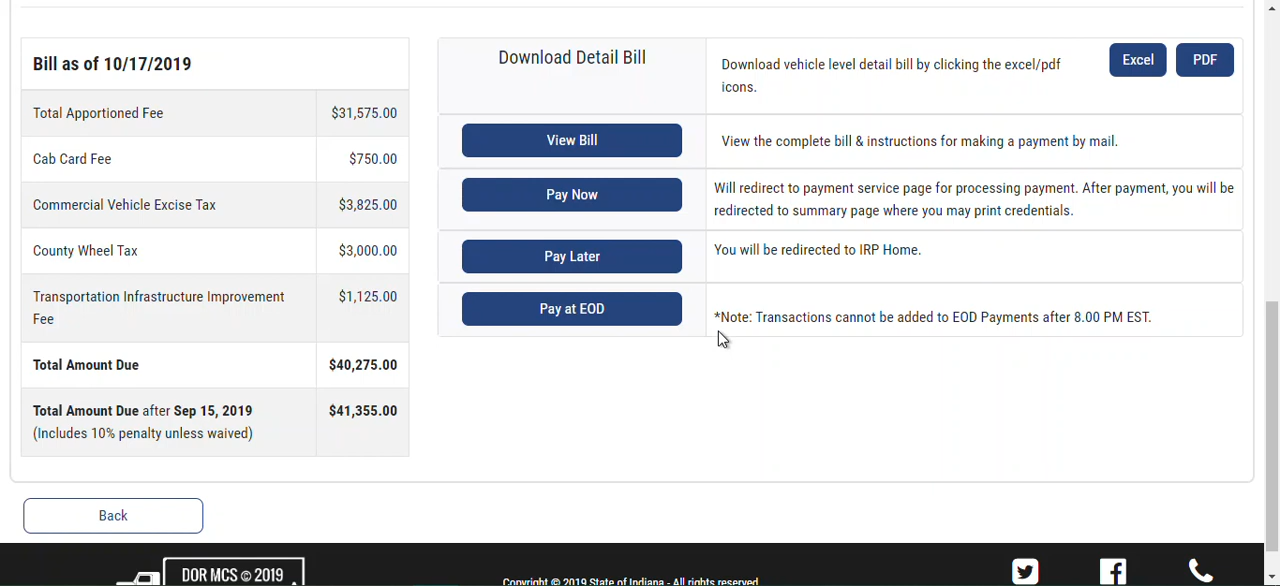 Bill as of 10/17/2019
Total Apportioned Fee $31,575.00
Cab Card Fee $750.00
Commercial Vehicle Excise Tax $3,825.00
County Wheel Tax $3,000.00
Transportation Infrastructure Improvement $1,125.00
Fee
Total Amount Due $40,275.00
Total Amount Due after Sep 15, 2019 $41,355.00
(Includes 10% penalty unless waived)
Download Detail Bill
Download vehicle level detail bill by clicking the excel/pdf
icons.
Excel PDF
View Bill
View the complete bill & instructions for making a payment by mail.
Pay Now
Will redirect to payment service page for processing payment. After payment, you will be
redirected to summary page where you may print credentials.
Pay Later
You will be redirected to IRP Home.
Pay at EOD
*Note: Transactions cannot be added to EOD Payments after 8.00 PM EST.
Back
DOR MCS © 2019
Copyright © 2019 State of Indiana - All rights reserved